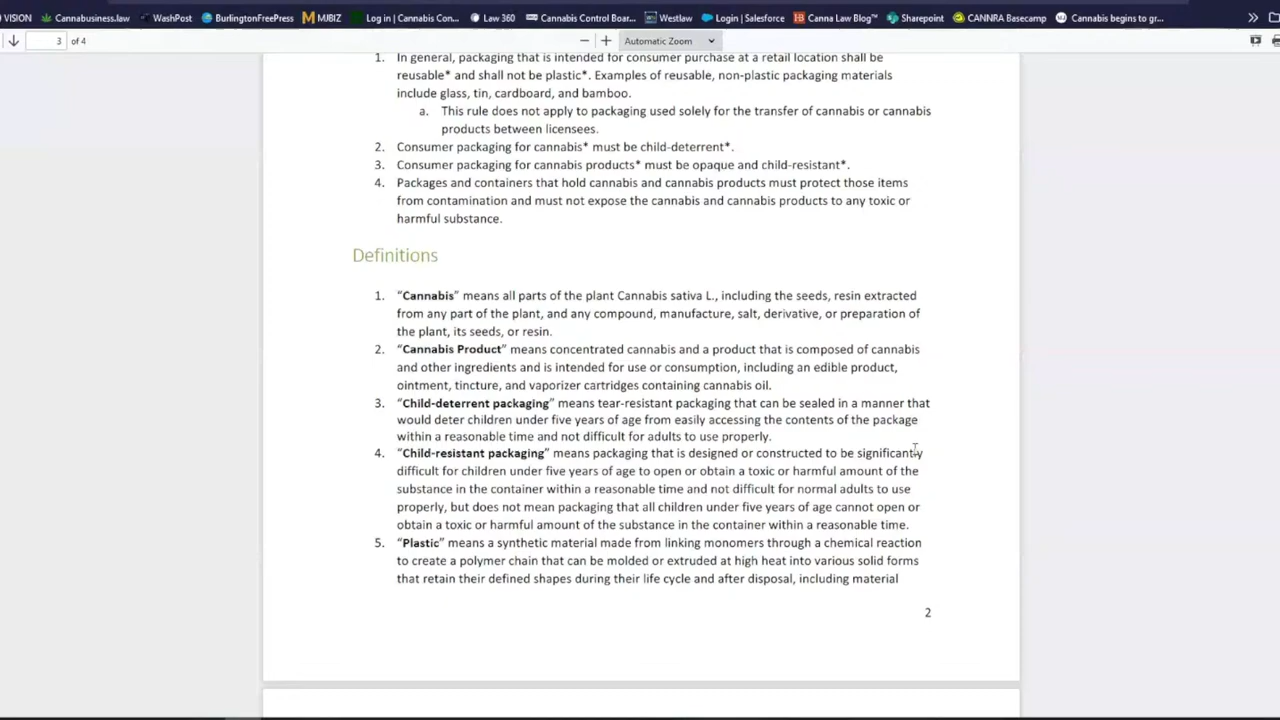 VISION Cannabusiness.law WashPost BurlingtonFreePress MJBIZ Log in | Cannabis Con... Law 360 Cannabis Control Boar... Westlaw Login | Salesforce Canna Law Blog™ Sharepoint CANNRA Basecamp Cannabis begins to gr...
3 of 4 Automatic Zoom
1. In general, packaging that is intended for consumer purchase at a retail location shall be
reusable* and shall not be plastic*. Examples of reusable, non-plastic packaging materials
include glass, tin, cardboard, and bamboo.
a. This rule does not apply to packaging used solely for the transfer of cannabis or cannabis
products between licensees.
2. Consumer packaging for cannabis* must be child-deterrent*.
3. Consumer packaging for cannabis products* must be opaque and child-resistant*.
4. Packages and containers that hold cannabis and cannabis products must protect those items
from contamination and must not expose the cannabis and cannabis products to any toxic or
harmful substance.
Definitions
1. “Cannabis” means all parts of the plant Cannabis sativa L., including the seeds, resin extracted
from any part of the plant, and any compound, manufacture, salt, derivative, or preparation of
the plant, its seeds, or resin.
2. “Cannabis Product” means concentrated cannabis and a product that is composed of cannabis
and other ingredients and is intended for use or consumption, including an edible product,
ointment, tincture, and vaporizer cartridges containing cannabis oil.
3. “Child-deterrent packaging” means tear-resistant packaging that can be sealed in a manner that
would deter children under five years of age from easily accessing the contents of the package
within a reasonable time and not difficult for adults to use properly.
4. “Child-resistant packaging” means packaging that is designed or constructed to be significantly
difficult for children under five years of age to open or obtain a toxic or harmful amount of the
substance in the container within a reasonable time and not difficult for normal adults to use
properly, but does not mean packaging that all children under five years of age cannot open or
obtain a toxic or harmful amount of the substance in the container within a reasonable time.
5. “Plastic” means a synthetic material made from linking monomers through a chemical reaction
to create a polymer chain that can be molded or extruded at high heat into various solid forms
that retain their defined shapes during their life cycle and after disposal, including material
2